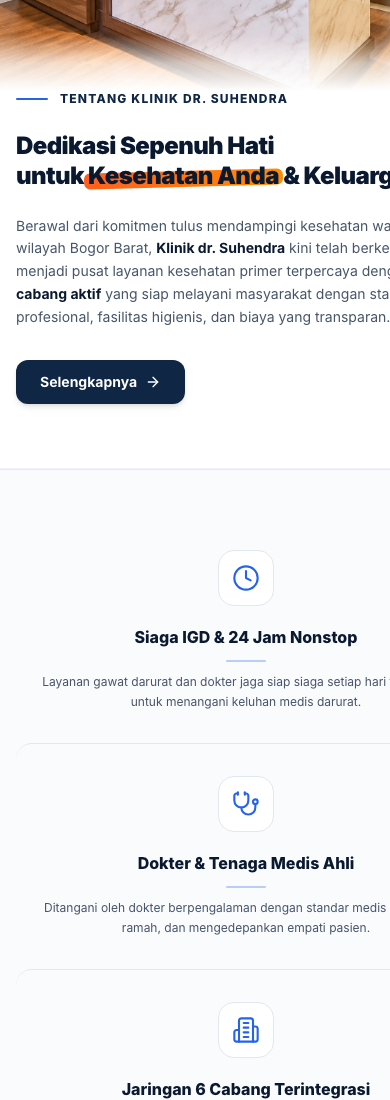 TENTANG KLINIK DR. SUHENDRA
Dedikasi Sepenuh Hati
untuk Kesehatan Anda & Keluarg
Berawal dari komitmen tulus mendampingi kesehatan wa
wilayah Bogor Barat, Klinik dr. Suhendra kini telah berke
menjadi pusat layanan kesehatan primer terpercaya deng
cabang aktif yang siap melayani masyarakat dengan sta
profesional, fasilitas higienis, dan biaya yang transparan.
Selengkapnya →
Siaga IGD & 24 Jam Nonstop
Layanan gawat darurat dan dokter jaga siap siaga setiap hari
untuk menangani keluhan medis darurat.
Dokter & Tenaga Medis Ahli
Ditangani oleh dokter berpengalaman dengan standar medis
ramah, dan mengedepankan empati pasien.
Jaringan 6 Cabang Terintegrasi